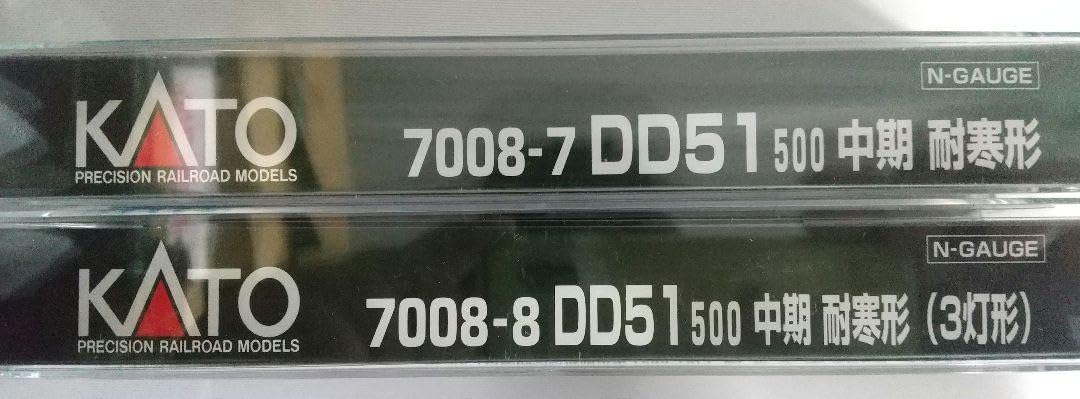 N-GAUGE
KATO
PRECISION RAILROAD MODELS
7008-7 DD51 500 中期 耐寒形
N-GAUGE
KATO
PRECISION RAILROAD MODELS
7008-8 DD51 500 中期 耐寒形 (3灯形)